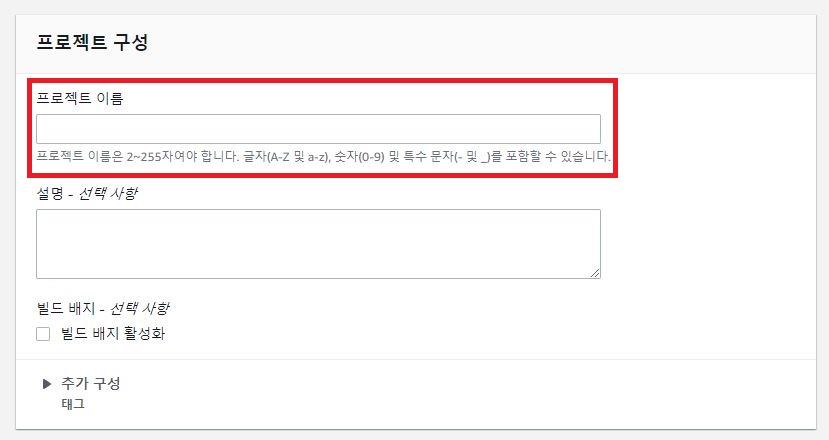 프로젝트 구성
프로젝트 이름
프로젝트 이름은 2~255자여야 합니다. 글자(A-Z 및 a-z), 숫자(0-9) 및 특수 문자(- 및 _)를 포함할 수 있습니다.
설명 - 선택 사항
빌드 배지 - 선택 사항
빌드 배지 활성화
추가 구성
태그